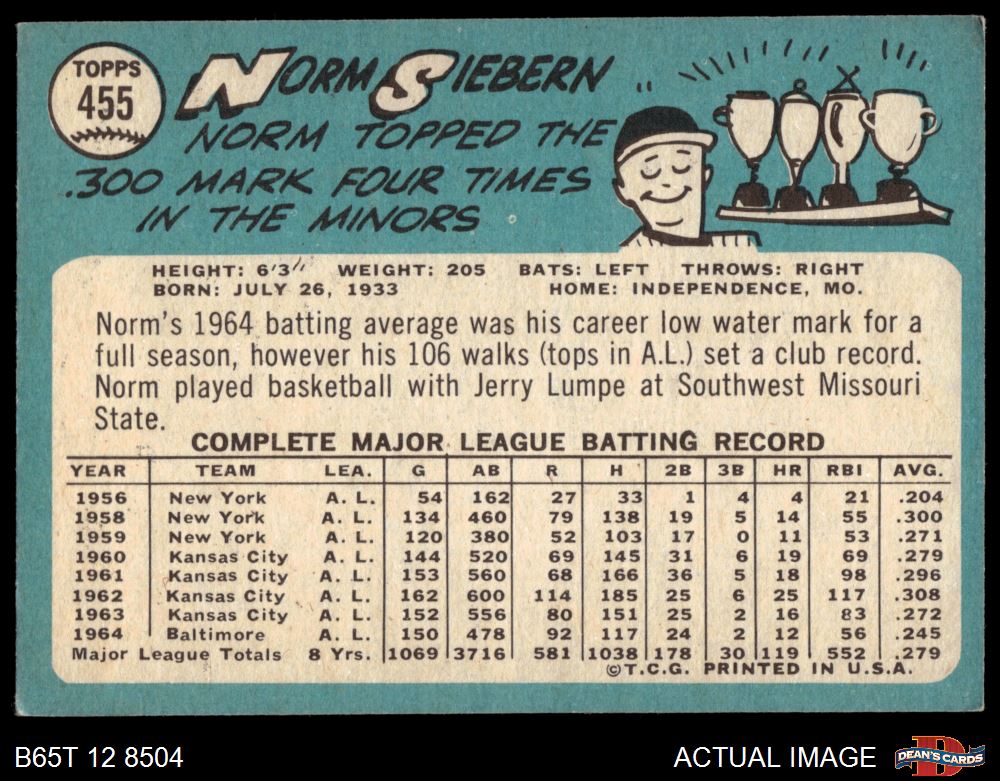 TOPPS
455
NORM SIEBERN
NORM TOPPED THE
.300 MARK FOUR TIMES
IN THE MINORS
HEIGHT: 6'3" WEIGHT: 205 BATS: LEFT THROWS: RIGHT
BORN: JULY 26, 1933 HOME: INDEPENDENCE, MO.
Norm's 1964 batting average was his career low water mark for a
full season, however his 106 walks (tops in A.L.) set a club record.
Norm played basketball with Jerry Lumpe at Southwest Missouri
State.
COMPLETE MAJOR LEAGUE BATTING RECORD
YEAR TEAM LEA. G AB R H 2B 3B HR RBI AVG.
1956 New York A. L. 54 162 27 33 1 4 4 21 .204
1958 New York A. L. 134 460 79 138 19 5 14 55 .300
1959 New York A. L. 120 380 52 103 17 0 11 53 .271
1960 Kansas City A. L. 144 520 69 145 31 6 19 69 .279
1961 Kansas City A. L. 153 560 68 166 36 5 18 98 .296
1962 Kansas City A. L. 162 600 114 185 25 6 25 117 .308
1963 Kansas City A. L. 152 556 80 151 25 2 16 83 .272
1964 Baltimore A. L. 150 478 92 117 24 2 12 56 .245
Major League Totals 8 Yrs. 1069 3716 581 1038 178 30 119 552 .279
©T.C.G. PRINTED IN U.S.A.
B65T 12 8504 ACTUAL IMAGE DEAN'S CARDS